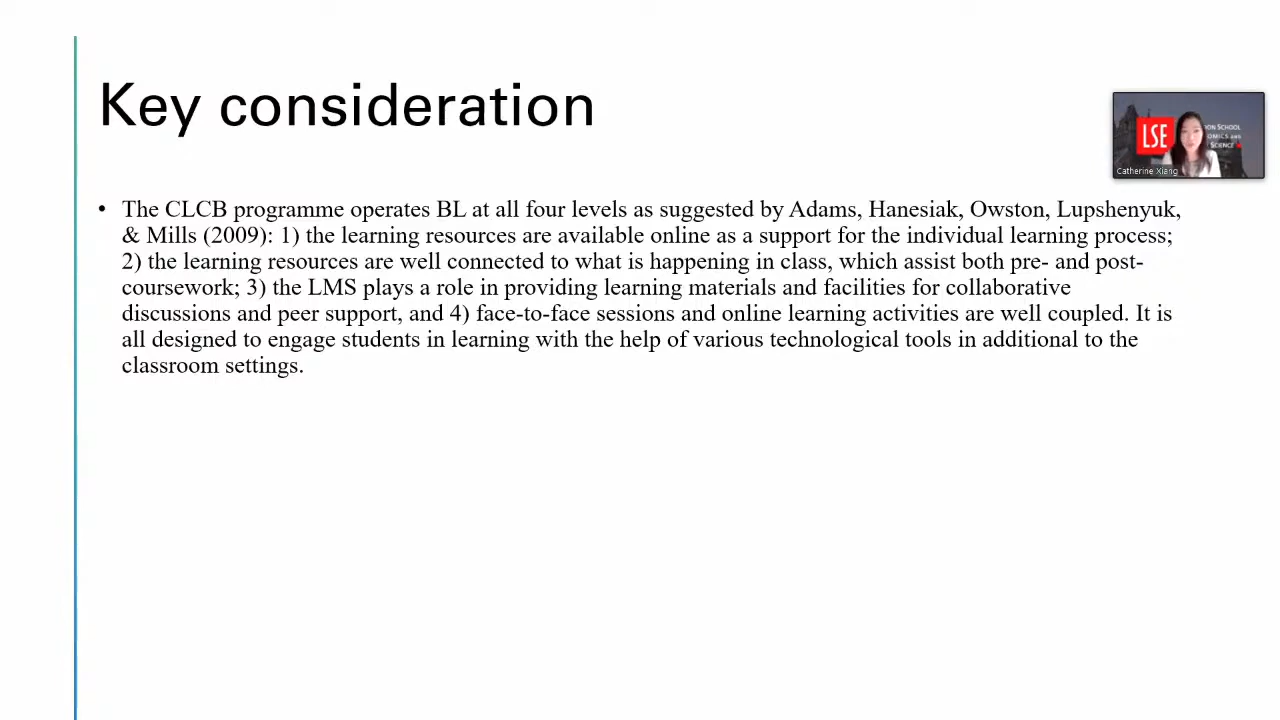 Key consideration
LSE
ON SCHOOL
OMICS AND
SCIENCE
Catherine Xiang
• The CLCB programme operates BL at all four levels as suggested by Adams, Hanesiak, Owston, Lupshenyuk,
& Mills (2009): 1) the learning resources are available online as a support for the individual learning process;
2) the learning resources are well connected to what is happening in class, which assist both pre- and post-
coursework; 3) the LMS plays a role in providing learning materials and facilities for collaborative
discussions and peer support, and 4) face-to-face sessions and online learning activities are well coupled. It is
all designed to engage students in learning with the help of various technological tools in additional to the
classroom settings.